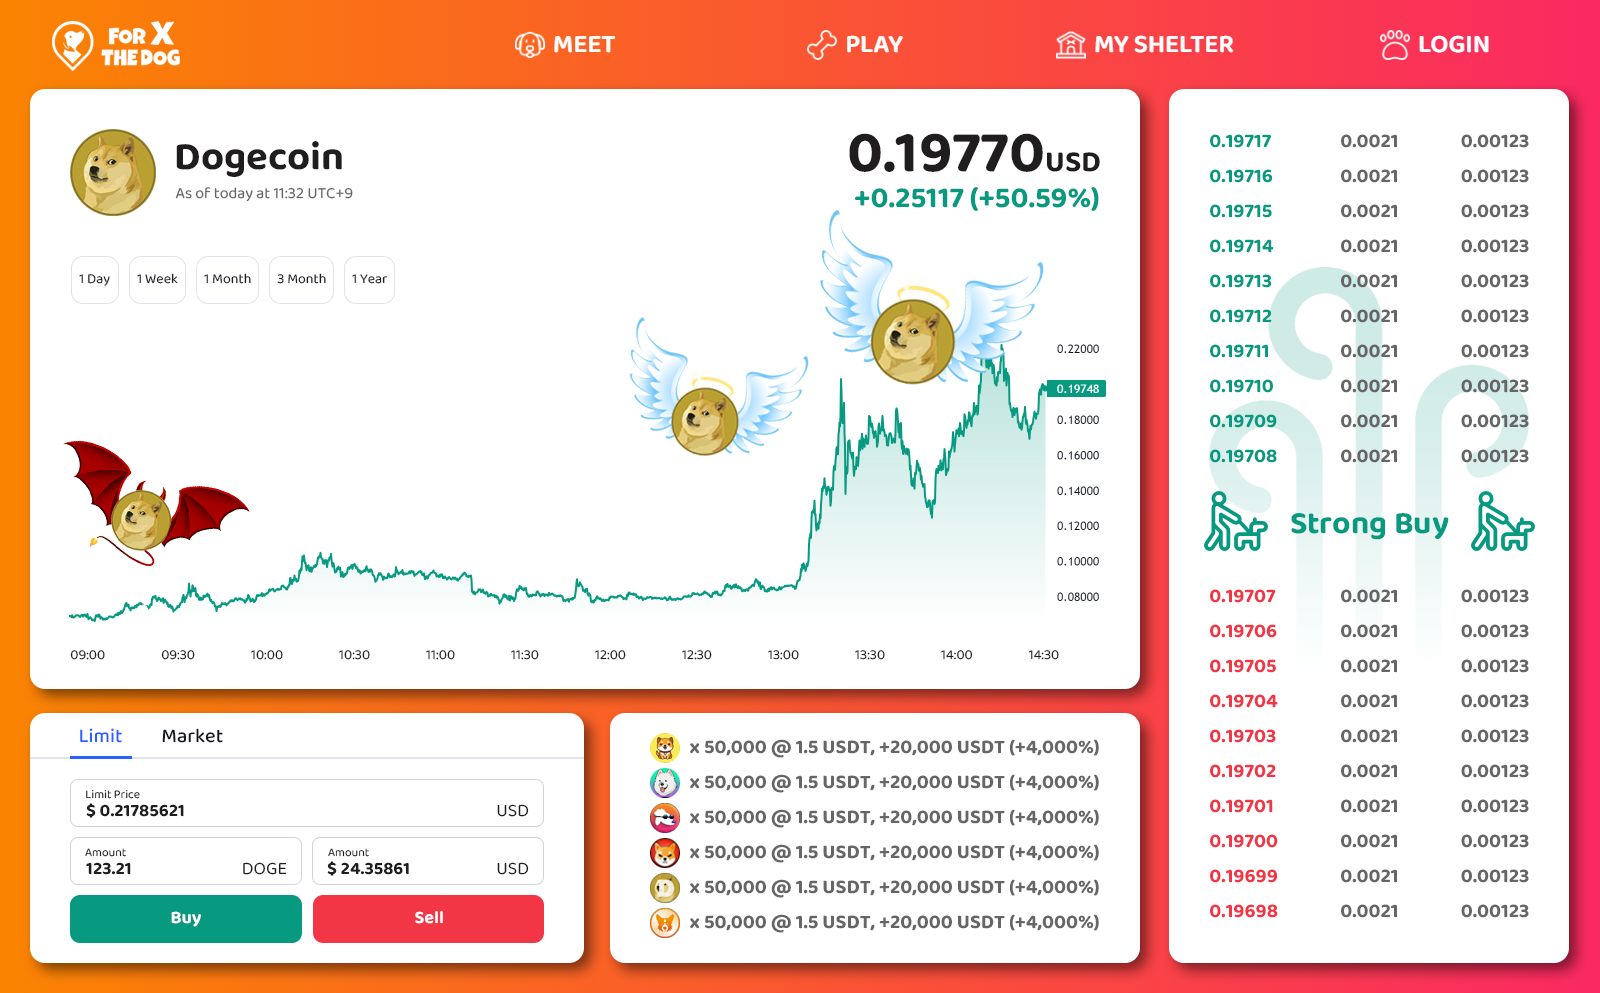 FOR X
THE DOG
MEET
PLAY
MY SHELTER
LOGIN
Dogecoin
As of today at 11:32 UTC+9
0.19770 USD
+0.25117 (+50.59%)
1 Day
1 Week
1 Month
3 Month
1 Year
0.22000
0.19748
0.18000
0.16000
0.14000
0.12000
0.10000
0.08000
09:00
09:30
10:00
10:30
11:00
11:30
12:00
12:30
13:00
13:30
14:00
14:30
Limit
Market
Limit Price
$ 0.21785621 USD
Amount
123.21 DOGE
Amount
$ 24.35861 USD
Buy
Sell
x 50,000 @ 1.5 USDT, +20,000 USDT (+4,000%)
x 50,000 @ 1.5 USDT, +20,000 USDT (+4,000%)
x 50,000 @ 1.5 USDT, +20,000 USDT (+4,000%)
x 50,000 @ 1.5 USDT, +20,000 USDT (+4,000%)
x 50,000 @ 1.5 USDT, +20,000 USDT (+4,000%)
x 50,000 @ 1.5 USDT, +20,000 USDT (+4,000%)
0.19717 0.0021 0.00123
0.19716 0.0021 0.00123
0.19715 0.0021 0.00123
0.19714 0.0021 0.00123
0.19713 0.0021 0.00123
0.19712 0.0021 0.00123
0.19711 0.0021 0.00123
0.19710 0.0021 0.00123
0.19709 0.0021 0.00123
0.19708 0.0021 0.00123
Strong Buy
0.19707 0.0021 0.00123
0.19706 0.0021 0.00123
0.19705 0.0021 0.00123
0.19704 0.0021 0.00123
0.19703 0.0021 0.00123
0.19702 0.0021 0.00123
0.19701 0.0021 0.00123
0.19700 0.0021 0.00123
0.19699 0.0021 0.00123
0.19698 0.0021 0.00123